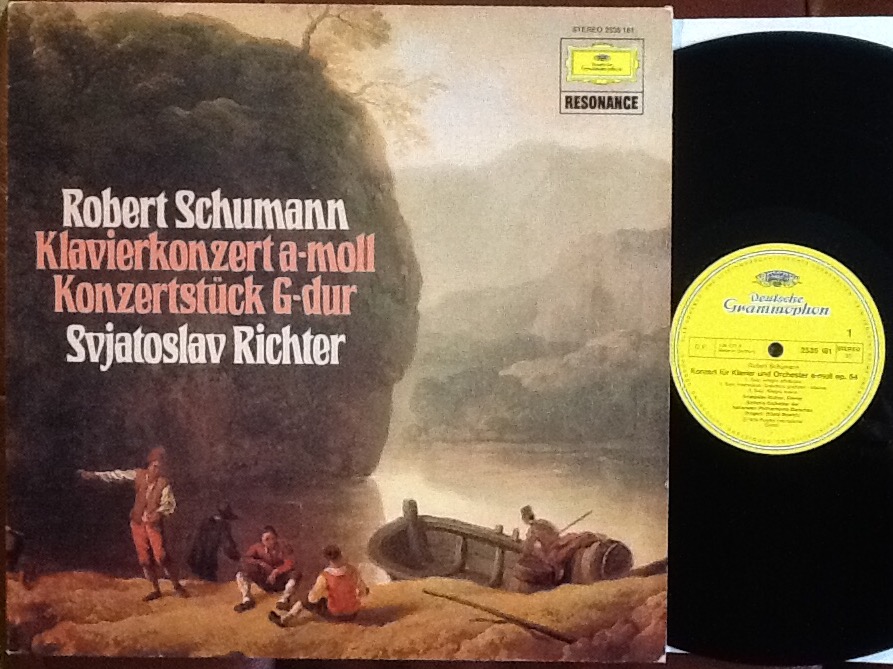 STEREO 2535 181
Deutsche
Grammophon
RESONANCE
Robert Schumann
Klavierkonzert a-moll
Konzertstück G-dur
Svjatoslav Richter
Deutsche
Grammophon
1
2535 181
STEREO
Robert Schumann
Konzert für Klavier und Orchester a-moll op. 54